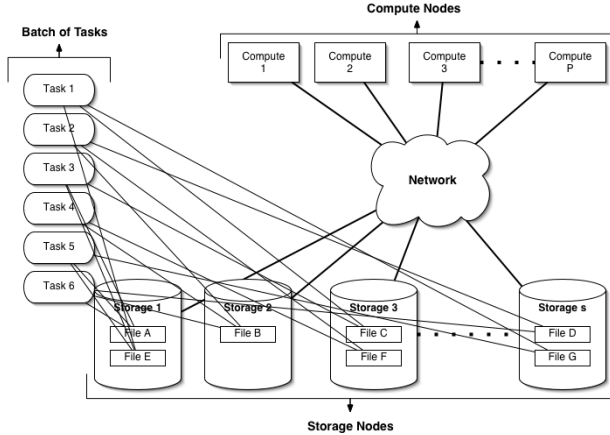 Compute Nodes
Batch of Tasks
Compute
1
Compute
2
Compute
3
Compute
P
Task 1
Task 2
Task 3
Task 4
Task 5
Task 6
Network
Storage 1
Storage 2
Storage 3
Storage s
File A
File B
File C
File D
File E
File F
File G
Storage Nodes